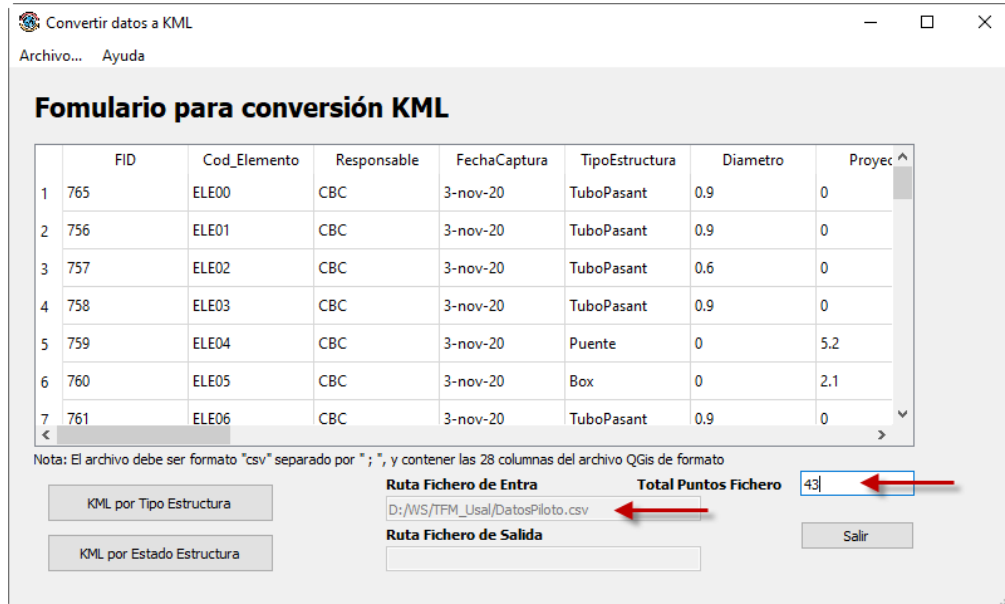 Convertir datos a KML
Archivo... Ayuda
Fomulario para conversión KML
FID Cod_Elemento Responsable FechaCaptura TipoEstructura Diametro Proyec
1 765 ELE00 CBC 3-nov-20 TuboPasant 0.9 0
2 756 ELE01 CBC 3-nov-20 TuboPasant 0.9 0
3 757 ELE02 CBC 3-nov-20 TuboPasant 0.6 0
4 758 ELE03 CBC 3-nov-20 TuboPasant 0.9 0
5 759 ELE04 CBC 3-nov-20 Puente 0 5.2
6 760 ELE05 CBC 3-nov-20 Box 0 2.1
7 761 ELE06 CBC 3-nov-20 TuboPasant 0.9 0
Nota: El archivo debe ser formato "csv" separado por " ; ", y contener las 28 columnas del archivo QGis de formato
KML por Tipo Estructura
KML por Estado Estructura
Ruta Fichero de Entra
D:/WS/TFM_Usal/DatosPiloto.csv
Ruta Fichero de Salida
Total Puntos Fichero 43
Salir